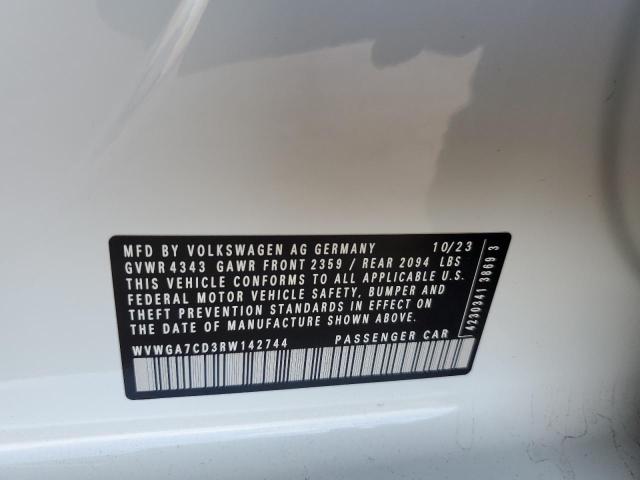 MFD BY VOLKSWAGEN AG GERMANY 10/23
GVWR 4343 GAWR FRONT 2359 / REAR 2094 LBS
THIS VEHICLE CONFORMS TO ALL APPLICABLE U.S.
FEDERAL MOTOR VEHICLE SAFETY, BUMPER AND
THEFT PREVENTION STANDARDS IN EFFECT ON
THE DATE OF MANUFACTURE SHOWN ABOVE
WVWGA7CD3RW142744 PASSENGER CAR
4230341 3869 3